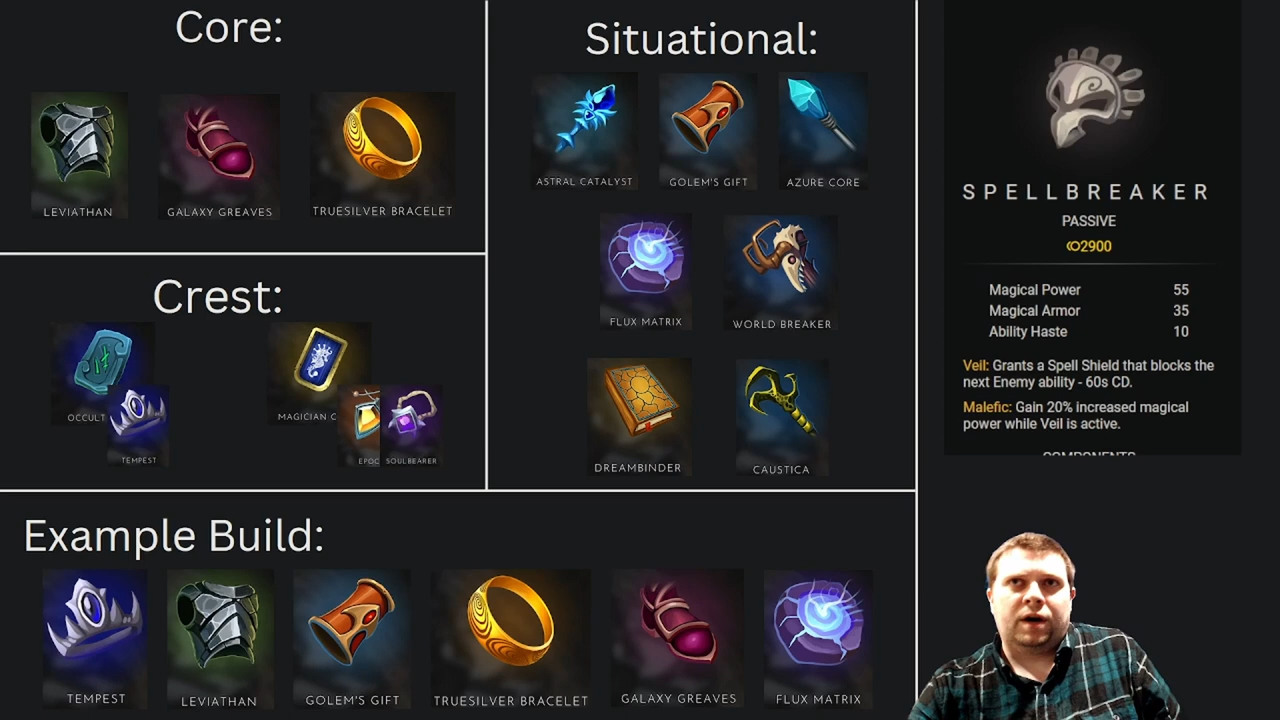 Core:
LEVIATHAN
GALAXY GREAVES
TRUESILVER BRACELET
Crest:
OCCULT
TEMPEST
MAGICIAN C
EPOC
SOULBEARER
Situational:
ASTRAL CATALYST
GOLEM'S GIFT
AZURE CORE
FLUX MATRIX
WORLD BREAKER
DREAMBINDER
CAUSTICA
Example Build:
TEMPEST
LEVIATHAN
GOLEM'S GIFT
TRUESILVER BRACELET
GALAXY GREAVES
FLUX MATRIX
SPELLBREAKER
PASSIVE
2900
Magical Power 55
Magical Armor 35
Ability Haste 10
Veil: Grants a Spell Shield that blocks the
next Enemy ability - 60s CD.
Malefic: Gain 20% increased magical
power while Veil is active.